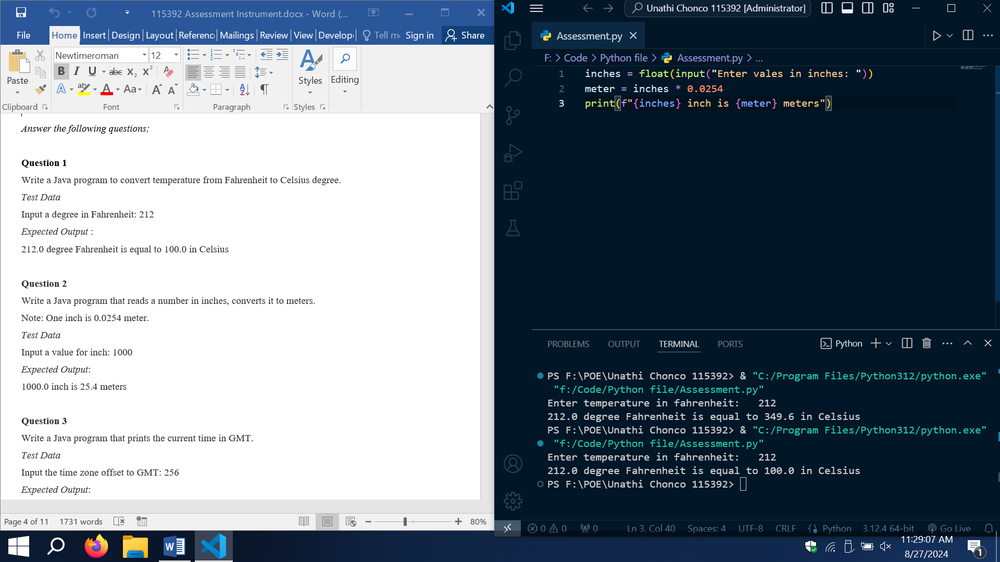 115392 Assessment Instrument.docx - Word (...
File Home Insert Design Layout Referenc Mailings Review View Develop Tell me Sign in Share
Newtimeroman 12
Paste
B I U abc X₂ X²
Aa A A
Styles
Editing
Clipboard Font Paragraph Styles
Answer the following questions;
Question 1
Write a Java program to convert temperature from Fahrenheit to Celsius degree.
Test Data
Input a degree in Fahrenheit: 212
Expected Output :
212.0 degree Fahrenheit is equal to 100.0 in Celsius
Question 2
Write a Java program that reads a number in inches, converts it to meters.
Note: One inch is 0.0254 meter.
Test Data
Input a value for inch: 1000
Expected Output:
1000.0 inch is 25.4 meters
Question 3
Write a Java program that prints the current time in GMT.
Test Data
Input the time zone offset to GMT: 256
Expected Output:
Page 4 of 11 1731 words 80%
Unathi Chonco 115392 [Administrator]
Assessment.py
F: > Code > Python file > Assessment.py > ...
1 inches = float(input("Enter vales in inches: "))
2 meter = inches * 0.0254
3 print(f"{inches} inch is {meter} meters")
PROBLEMS OUTPUT TERMINAL PORTS Python
PS F:\POE\Unathi Chonco 115392> & "C:/Program Files/Python312/python.exe"
"f:/Code/Python file/Assessment.py"
Enter temperature in fahrenheit: 212
212.0 degree Fahrenheit is equal to 349.6 in Celsius
PS F:\POE\Unathi Chonco 115392> & "C:/Program Files/Python312/python.exe"
"f:/Code/Python file/Assessment.py"
Enter temperature in fahrenheit: 212
212.0 degree Fahrenheit is equal to 100.0 in Celsius
PS F:\POE\Unathi Chonco 115392>
0 0 0 Ln 3, Col 40 Spaces: 4 UTF-8 CRLF Python 3.12.4 64-bit Go Live
11:29:07 AM
8/27/2024
1